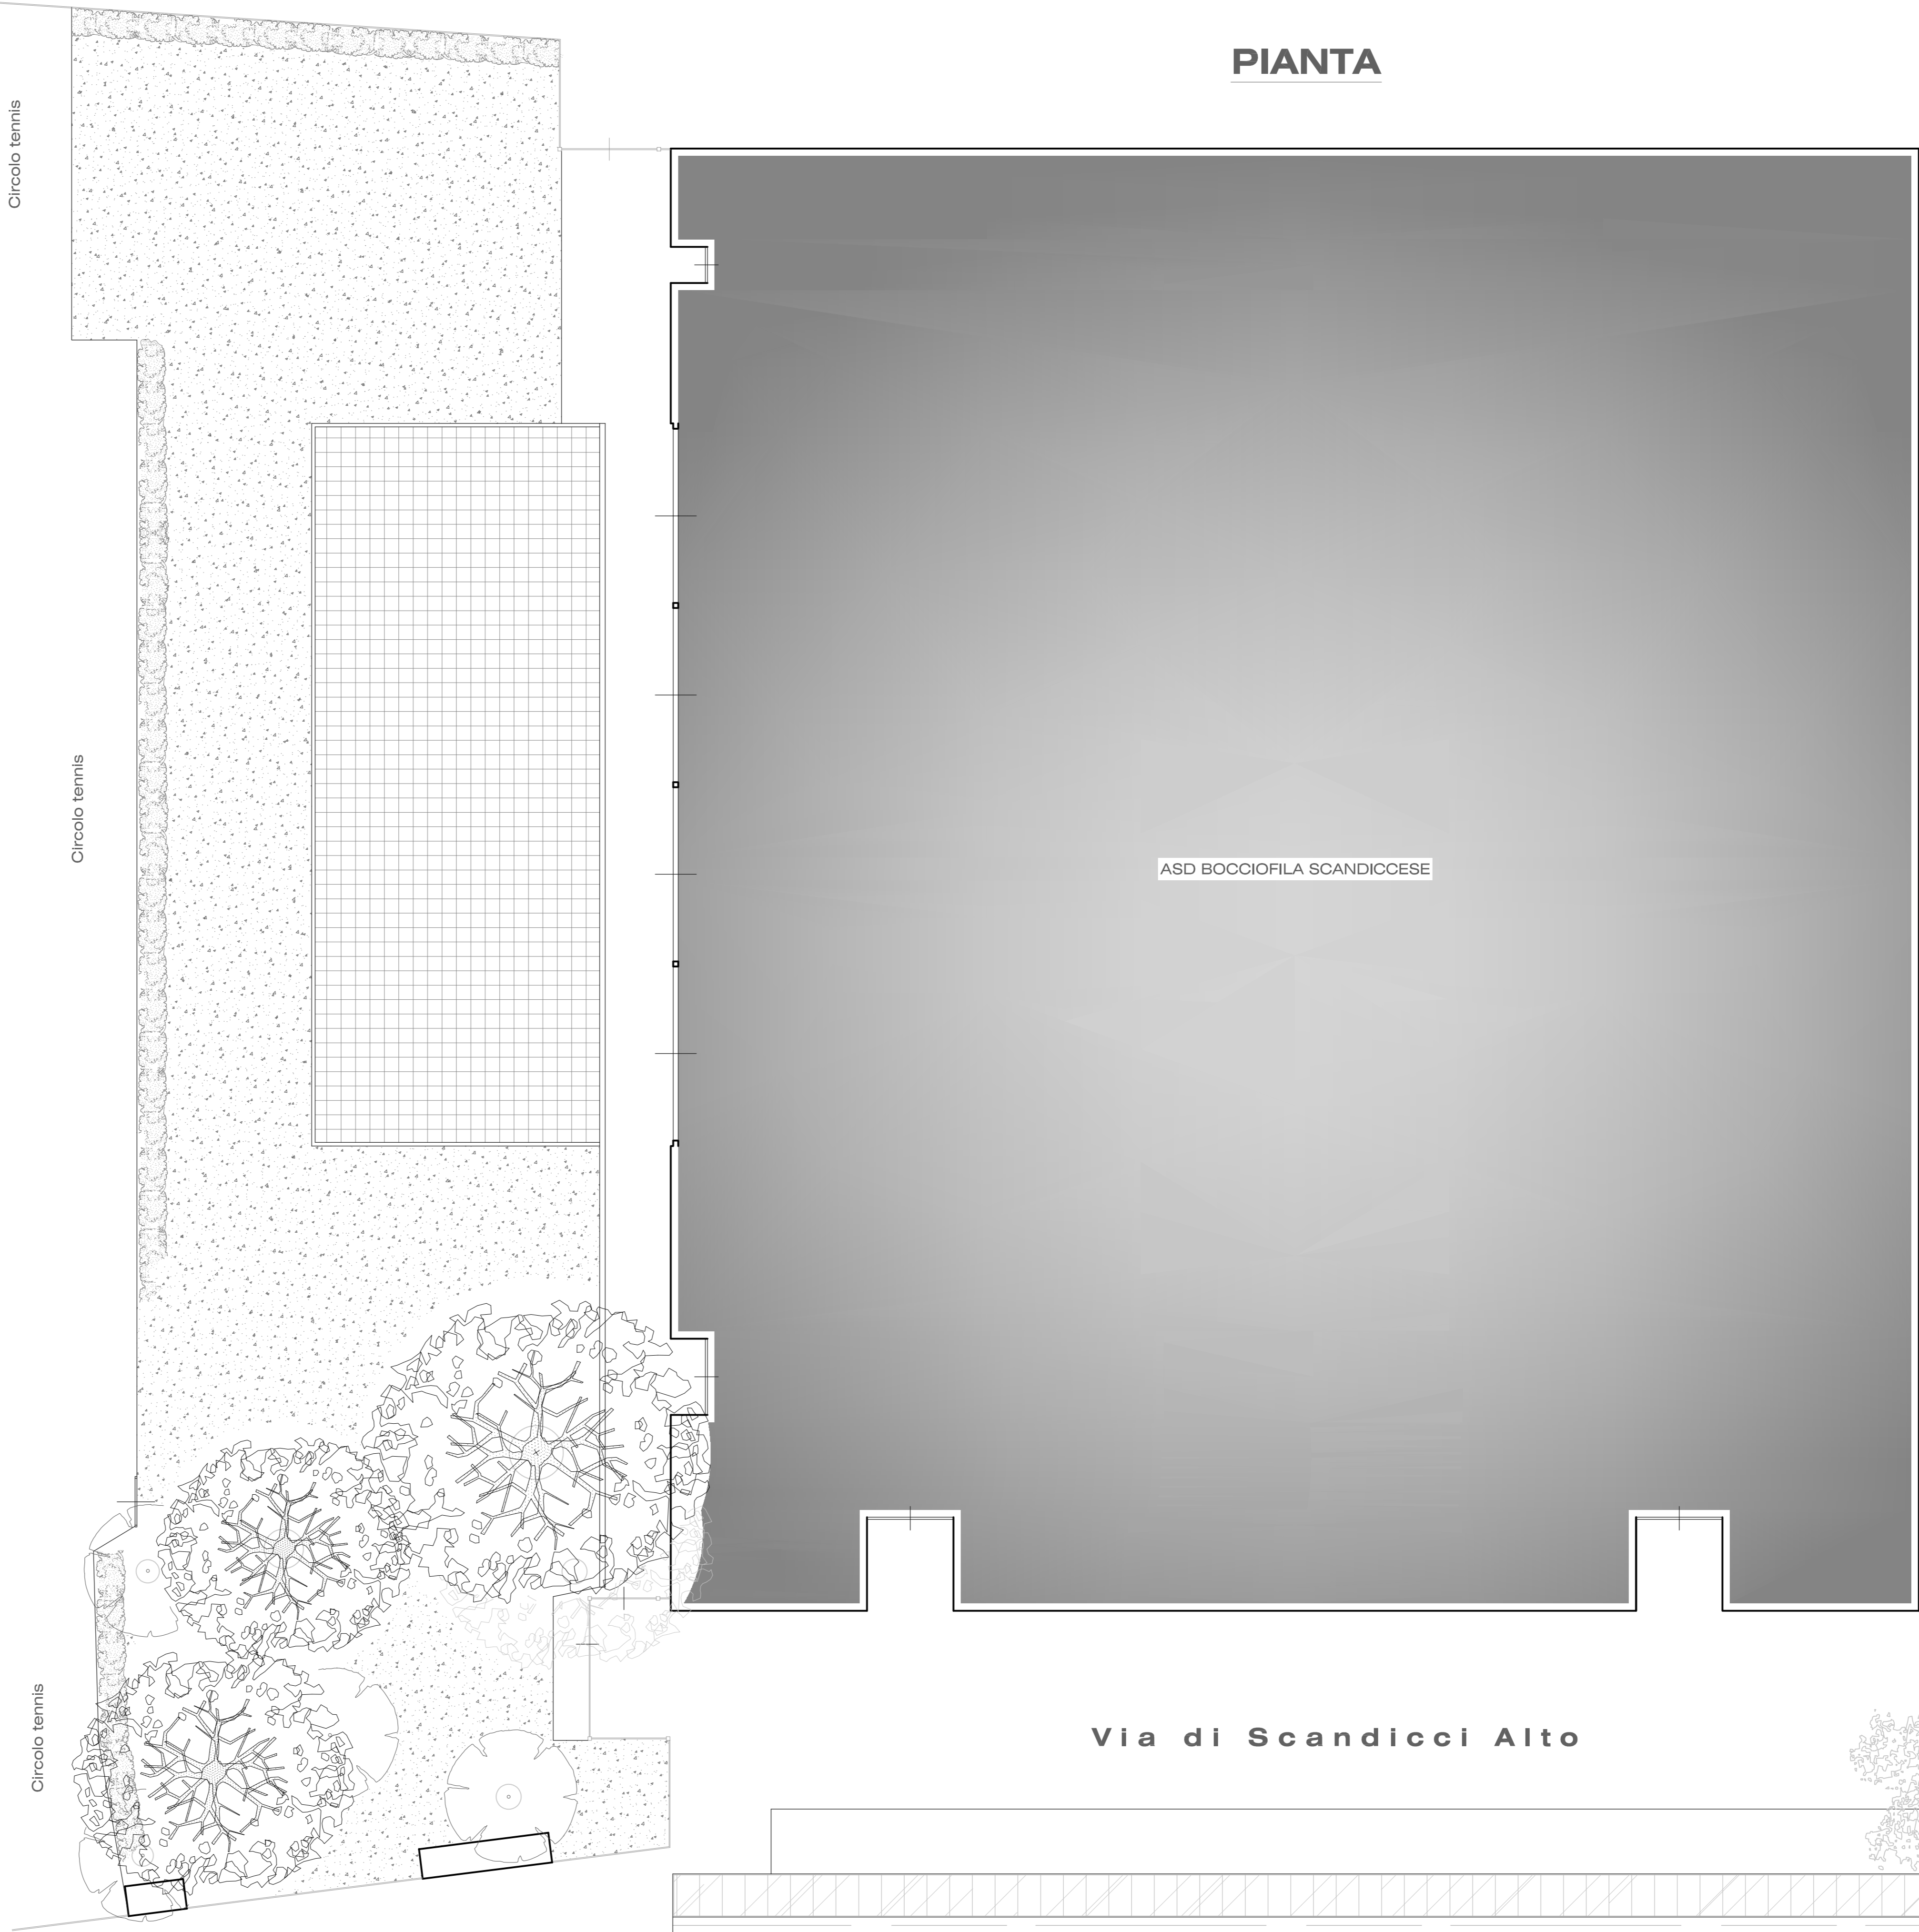 PIANTA
Circolo tennis
Circolo tennis
ASD BOCCIOFILA SCANDICCESE
Circolo tennis
Via di Scandicci Alto